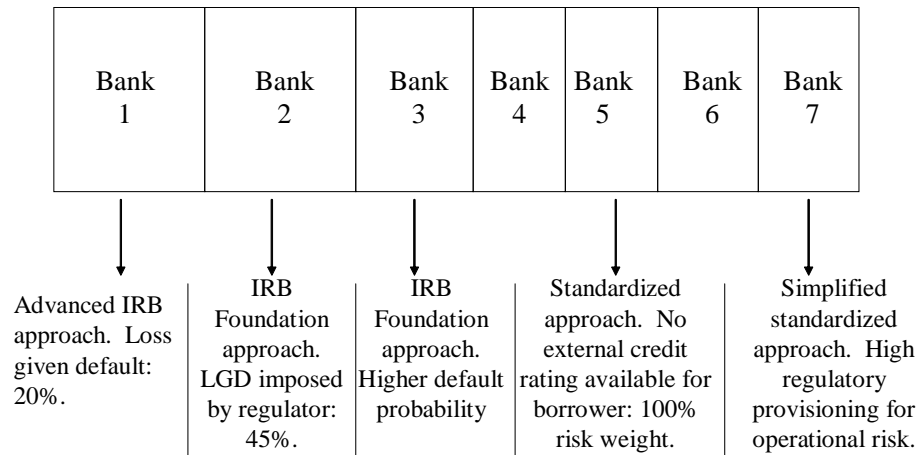 Bank
1
Bank
2
Bank
3
Bank
4
Bank
5
Bank
6
Bank
7
Advanced IRB
approach.  Loss
given default:
20%.
IRB
Foundation
approach.
LGD imposed
by regulator:
45%.
IRB
Foundation
approach.
Higher default
probability
Standardized
approach.  No
external credit
rating available for
borrower: 100%
risk weight.
Simplified
standardized
approach.  High
regulatory
provisioning for
operational risk.